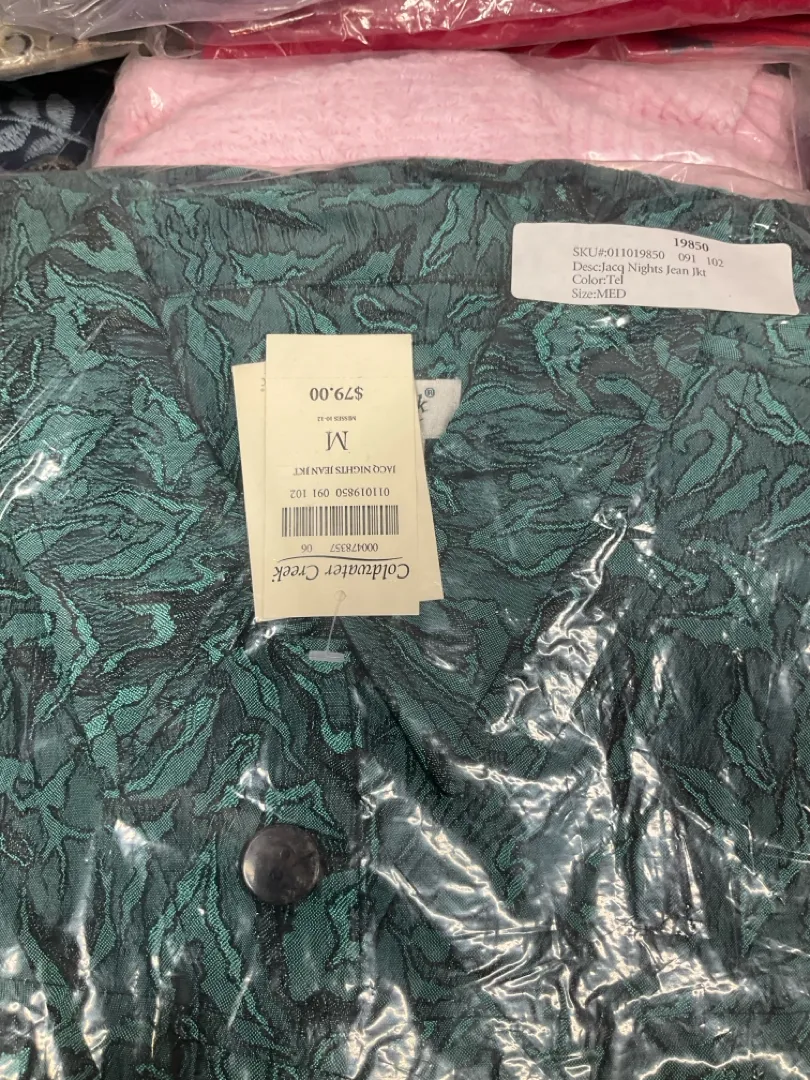 19850
SKU#:011019850 091 102
Desc:Jacq Nights Jean Jkt
Color:Tel
Size:MED
k®
Coldwater Creek
000478357 06
011019850 091 102
JACQ NIGHTS JEAN JKT
M
MISSES 10-12
$79.00